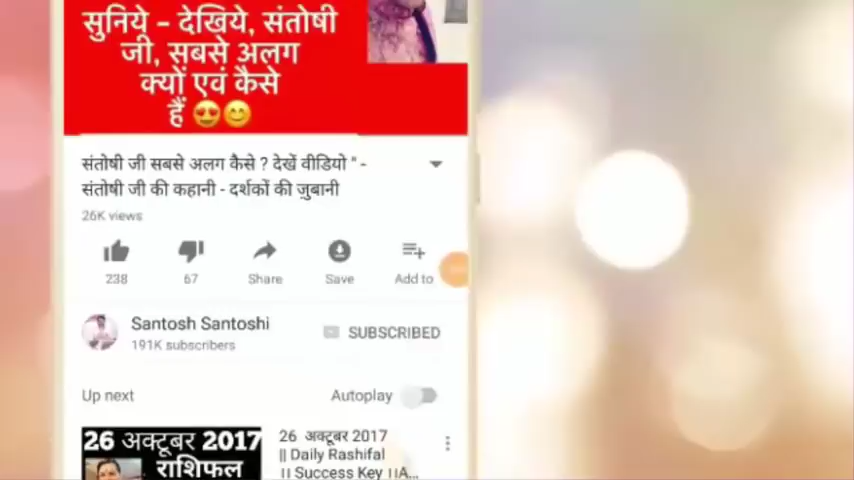 सुनिये - देखिये, संतोषी
जी, सबसे अलग
क्यों एवं कैसे
हैं 😍😊
संतोषी जी सबसे अलग कैसे ? देखें वीडियो " -
संतोषी जी की कहानी - दर्शकों की जुबानी
26K views
238
67
Share
Save
Add to
Santosh Santoshi
191K subscribers
SUBSCRIBED
Up next
Autoplay
26 अक्टूबर 2017
राशिफल
26 अक्टूबर 2017
|| Daily Rashifal
।। Success Key ।।A...